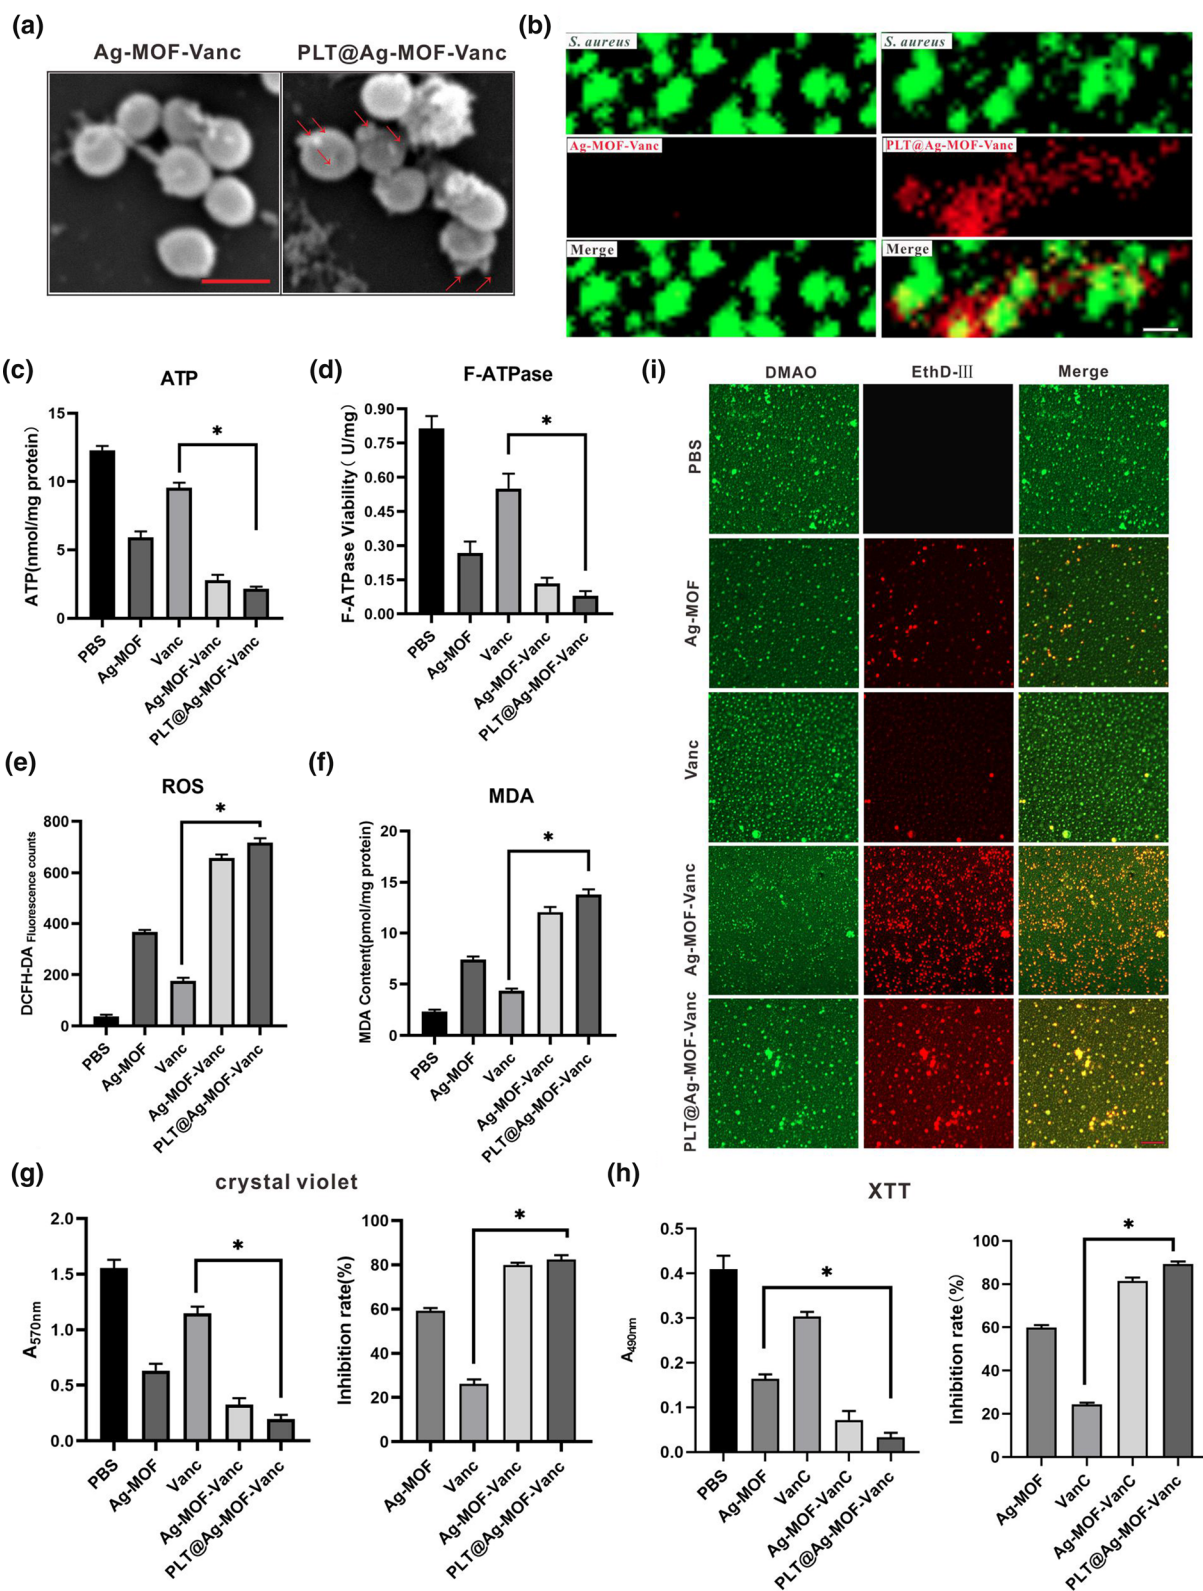 (a)
Ag-MOF-Vanc
PLT@Ag-MOF-Vanc
(b)
S. aureus
S. aureus
Ag-MOF-Vanc
PLT@Ag-MOF-Vanc
Merge
Merge
(c)
ATP
ATP(nmol/mg protein)
15
10
5
0
PBS
Ag-MOF
Vanc
Ag-MOF-Vanc
PLT@Ag-MOF-Vanc
*
(d)
F-ATPase
F-ATPase Viability( U/mg)
0.90
0.75
0.60
0.45
0.30
0.15
0.00
PBS
Ag-MOF
Vanc
Ag-MOF-Vanc
PLT@Ag-MOF-Vanc
*
(e)
ROS
DCFH-DA Fluorescence counts
800
600
400
200
0
PBS
Ag-MOF
Vanc
Ag-MOF-Vanc
PLT@Ag-MOF-Vanc
*
(f)
MDA
MDA Content(pmol/mg protein)
20
15
10
5
0
PBS
Ag-MOF
Vanc
Ag-MOF-Vanc
PLT@Ag-MOF-Vanc
*
(i)
DMAO
EthD-III
Merge
PBS
Ag-MOF
Vanc
Ag-MOF-Vanc
PLT@Ag-MOF-Vanc
(g)
crystal violet
A570nm
2.0
1.5
1.0
0.5
0.0
PBS
Ag-MOF
Vanc
Ag-MOF-Vanc
PLT@Ag-MOF-Vanc
*
Inhibition rate(%)
100
80
60
40
20
0
Ag-MOF
Vanc
Ag-MOF-Vanc
PLT@Ag-MOF-Vanc
*
(h)
XTT
A490nm
0.5
0.4
0.3
0.2
0.1
0.0
PBS
Ag-MOF
VanC
Ag-MOF-VanC
PLT@Ag-MOF-Vanc
*
Inhibition rate(%)
100
80
60
40
20
0
Ag-MOF
VanC
Ag-MOF-VanC
PLT@Ag-MOF-Vanc
*